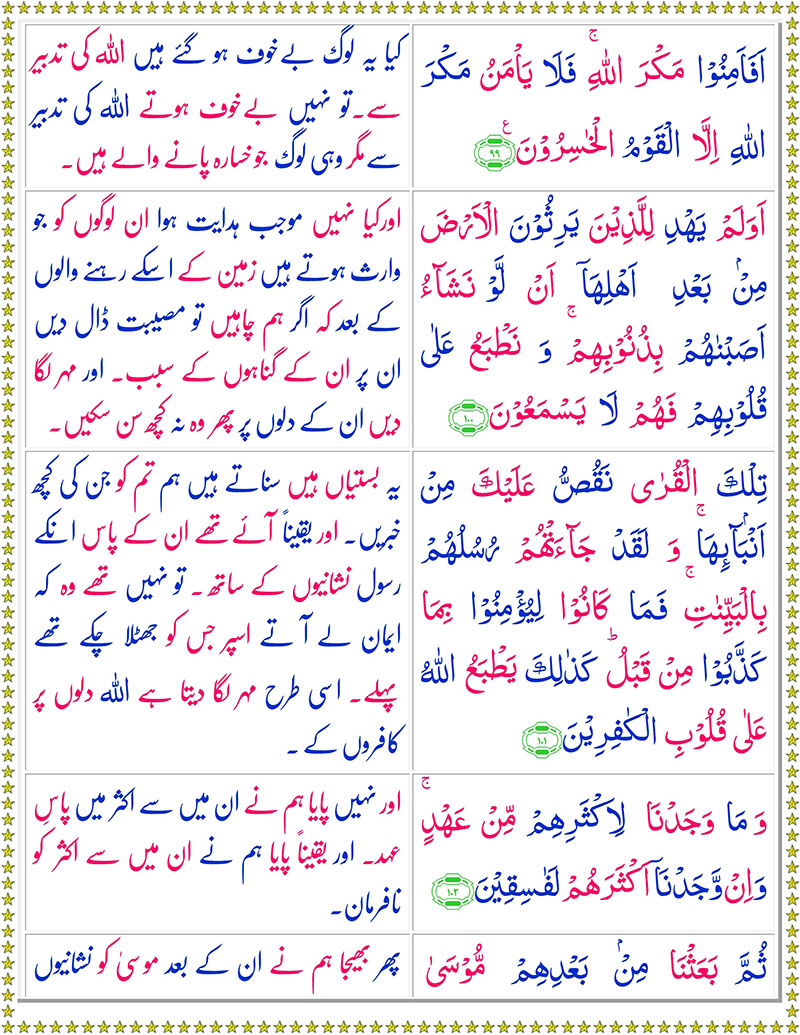 اَفَاَمِنُوۡا مَكۡرَ اللّٰهِ‌ ۚ فَلَا يَاۡمَنُ مَكۡرَ
اللّٰهِ اِلَّا الۡقَوۡمُ الۡخٰسِرُوۡنَ ﴿۹۹﴾ ع
کیا یہ لوگ بےخوف ہو گئے ہیں اللہ کی تدبیر
سے۔تو نہیں بےخوف ہوتے اللہ کی تدبیر
سے مگر وہی لوگ جو خسارہ پانے والے ہیں۔
اَوَلَمۡ يَهۡدِ لِلَّذِيۡنَ يَرِثُوۡنَ الۡاَرۡضَ
مِنۡۢ بَعۡدِ اَهۡلِهَاۤ اَنۡ لَّوۡ نَشَآءُ
اَصَبۡنٰهُمۡ بِذُنُوۡبِهِمۡ‌ ۚ وَ نَطۡبَعُ عَلٰى
قُلُوۡبِهِمۡ فَهُمۡ لَا يَسۡمَعُوۡنَ ﴿۱۰۰﴾
اورکیا نہیں موجب ہدایت ہوا ان لوگوں کو جو
وارث ہوتے ہیں زمین کے اسکے رہنے والوں
کے بعد کہ اگر ہم چاہیں تو مصیبت ڈال دیں
ان پر ان کے گناہوں کے سبب۔ اور مہر لگا
دیں ان کے دلوں پر پھر وہ نہ کچھ سن سکیں۔
تِلۡكَ الۡقُرٰى نَقُصُّ عَلَيۡكَ مِنۡ
اَنۡۢبَآٮِٕهَا‌ ۚ وَ لَقَدۡ جَآءَتۡهُمۡ رُسُلُهُمۡ
بِالۡبَيِّنٰتِ‌ ۚ فَمَا كَانُوۡا لِيُؤۡمِنُوۡا بِمَا
كَذَّبُوۡا مِنۡ قَبۡلُ‌ ؕ كَذٰلِكَ يَطۡبَعُ اللّٰهُ
عَلٰى قُلُوۡبِ الۡكٰفِرِيۡنَ ﴿۱۰۱﴾
یہ بستیاں ہیں سناتے ہیں ہم تم کو جن کی کچھ
خبریں۔ اور یقیناً آئے تھے ان کے پاس انکے
رسول نشانیوں کے ساتھ۔ تو نہیں تھے وہ کہ
ایمان لے آتے اسپر جس کو جھٹلا چکے تھے
پہلے۔ اسی طرح مہر لگا دیتا ہے اللہ دلوں پر
کافروں کے ۔
وَ مَا وَجَدۡنَا لِاَكۡثَرِهِمۡ مِّنۡ عَهۡدٍ‌ ۚ
وَاِنۡ وَّجَدۡنَاۤ اَكۡثَرَهُمۡ لَفٰسِقِيۡنَ ﴿۱۰۲﴾
اور نہیں پایا ہم نے ان میں سے اکثر میں پاسِ
عہد۔ اور یقیناً پایا ہم نے ان میں سے اکثر کو
نافرمان۔
ثُمَّ بَعَثۡنَا مِنۡۢ بَعۡدِهِمۡ مُّوۡسٰى
پھر بھیجا ہم نے ان کے بعد موسیٰ کو نشانیوں